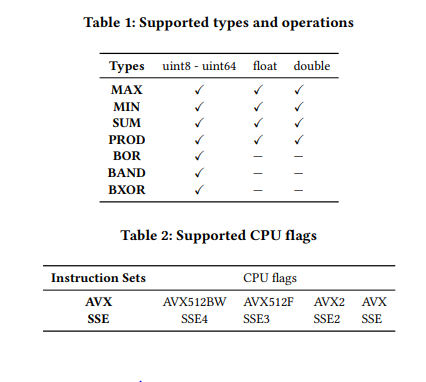 Table 1: Supported types and operations
Types uint8 - uint64 float double
MAX ✓ ✓ ✓
MIN ✓ ✓ ✓
SUM ✓ ✓ ✓
PROD ✓ ✓ ✓
BOR ✓ – –
BAND ✓ – –
BXOR ✓ – –
Table 2: Supported CPU flags
Instruction Sets CPU flags
AVX AVX512BW AVX512F AVX2 AVX
SSE SSE4 SSE3 SSE2 SSE